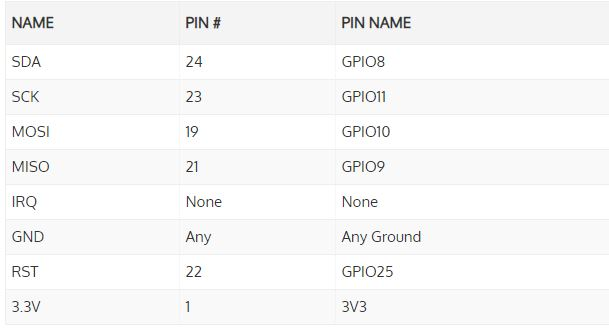 NAME PIN # PIN NAME
SDA 24 GPIO8
SCK 23 GPIO11
MOSI 19 GPIO10
MISO 21 GPIO9
IRQ None None
GND Any Any Ground
RST 22 GPIO25
3.3V 1 3V3